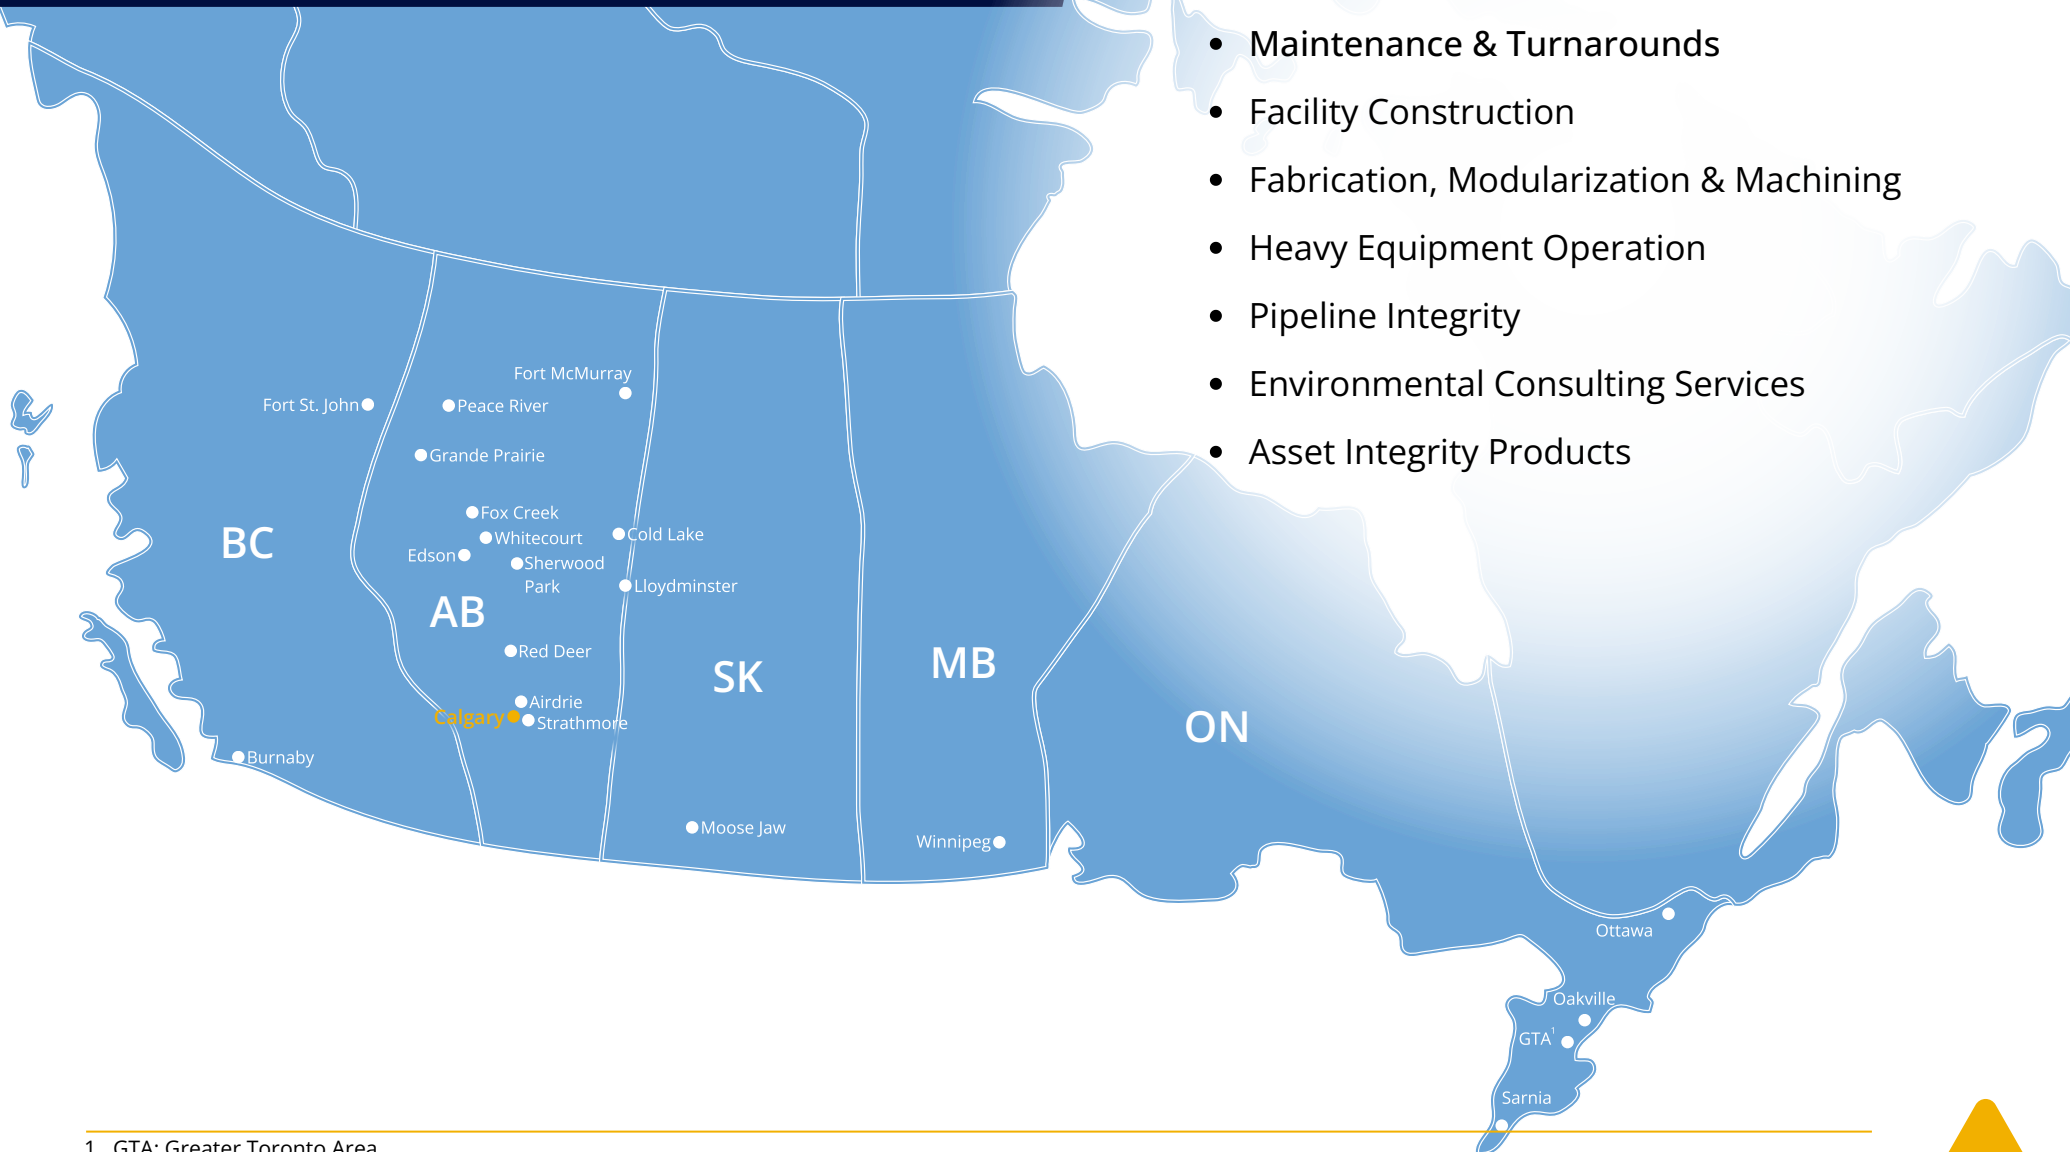 • Maintenance & Turnarounds
• Facility Construction
• Fabrication, Modularization & Machining
• Heavy Equipment Operation
• Pipeline Integrity
• Environmental Consulting Services
• Asset Integrity Products
Fort McMurray
Fort St. John
Peace River
Grande Prairie
Fox Creek
Whitecourt
Cold Lake
BC
Edson
Sherwood
Park
Lloydminster
AB
Red Deer
SK
MB
Airdrie
Calgary
Strathmore
ON
Burnaby
Moose Jaw
Winnipeg
Ottawa
Oakville
GTA1
Sarnia
1. GTA: Greater Toronto Area